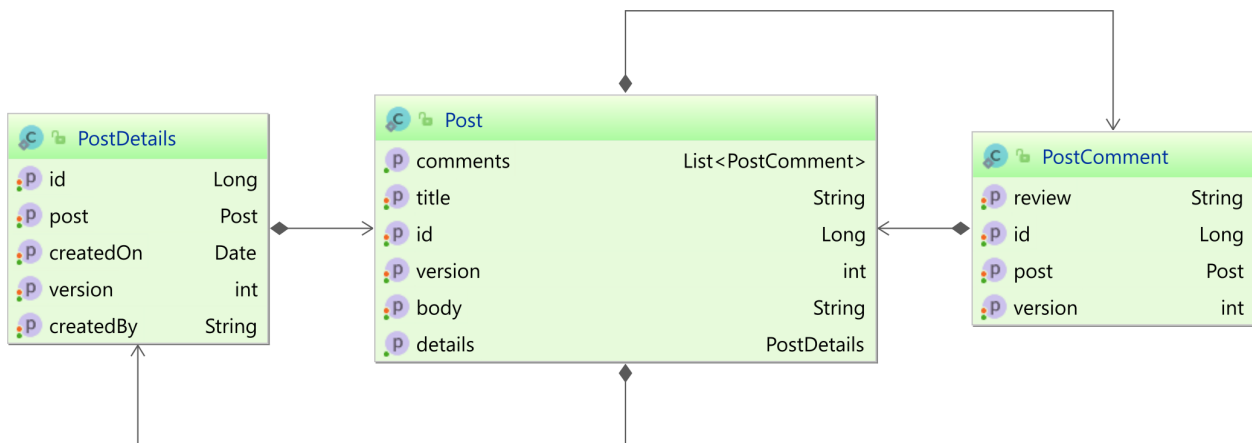 PostDetails
id Long
post Post
createdOn Date
version int
createdBy String
Post
comments List<PostComment>
title String
id Long
version int
body String
details PostDetails
PostComment
review String
id Long
post Post
version int